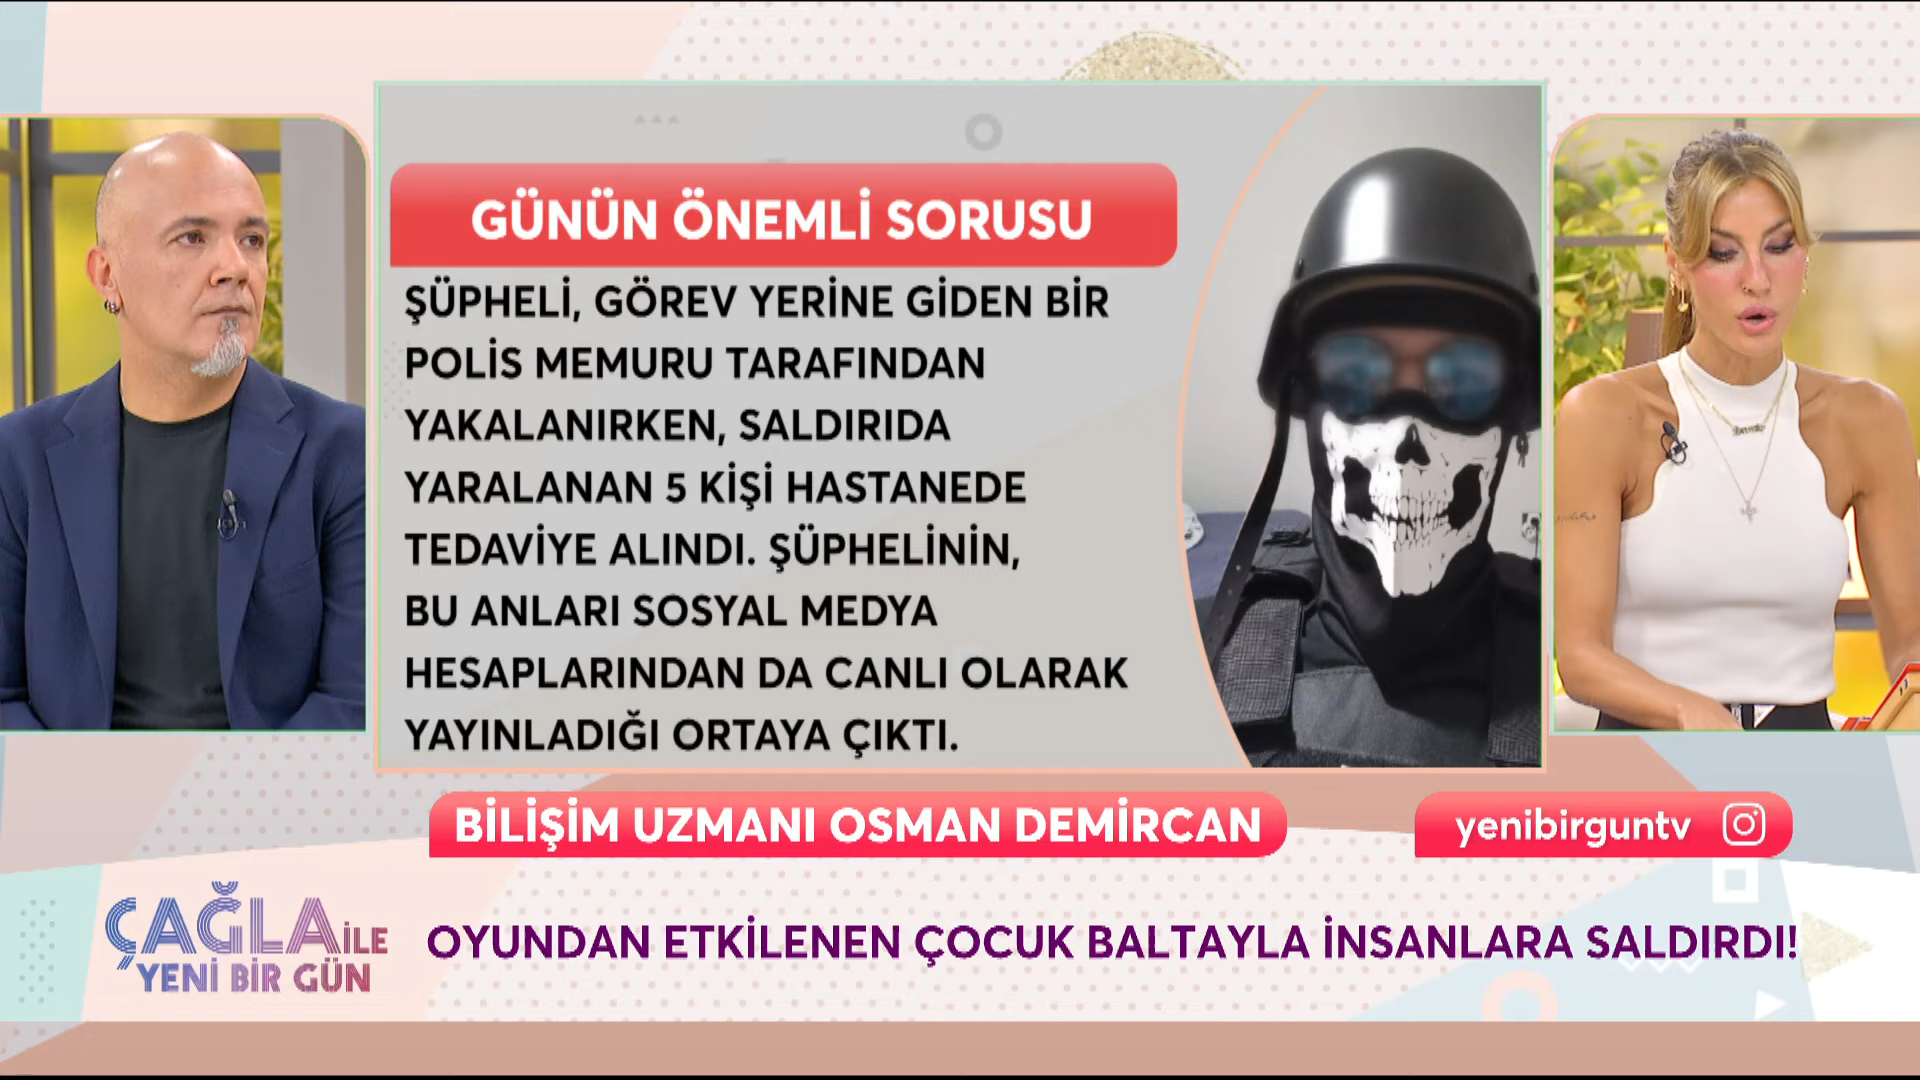 GÜNÜN ÖNEMLİ SORUSU
ŞÜPHELİ, GÖREV YERİNE GİDEN BİR
POLİS MEMURU TARAFINDAN
YAKALANIRKEN, SALDIRIDA
YARALANAN 5 KİŞİ HASTANEDE
TEDAVİYE ALINDI. ŞÜPHELİNİN,
BU ANLARI SOSYAL MEDYA
HESAPLARINDAN DA CANLI OLARAK
YAYINLADIĞI ORTAYA ÇIKTI.
BİLİŞİM UZMANI OSMAN DEMİRCAN
yenibirguntv
ÇAĞLA İLE
YENİ BİR GÜN
OYUNDAN ETKİLENEN ÇOCUK BALTAYLA İNSANLARA SALDIRDI!